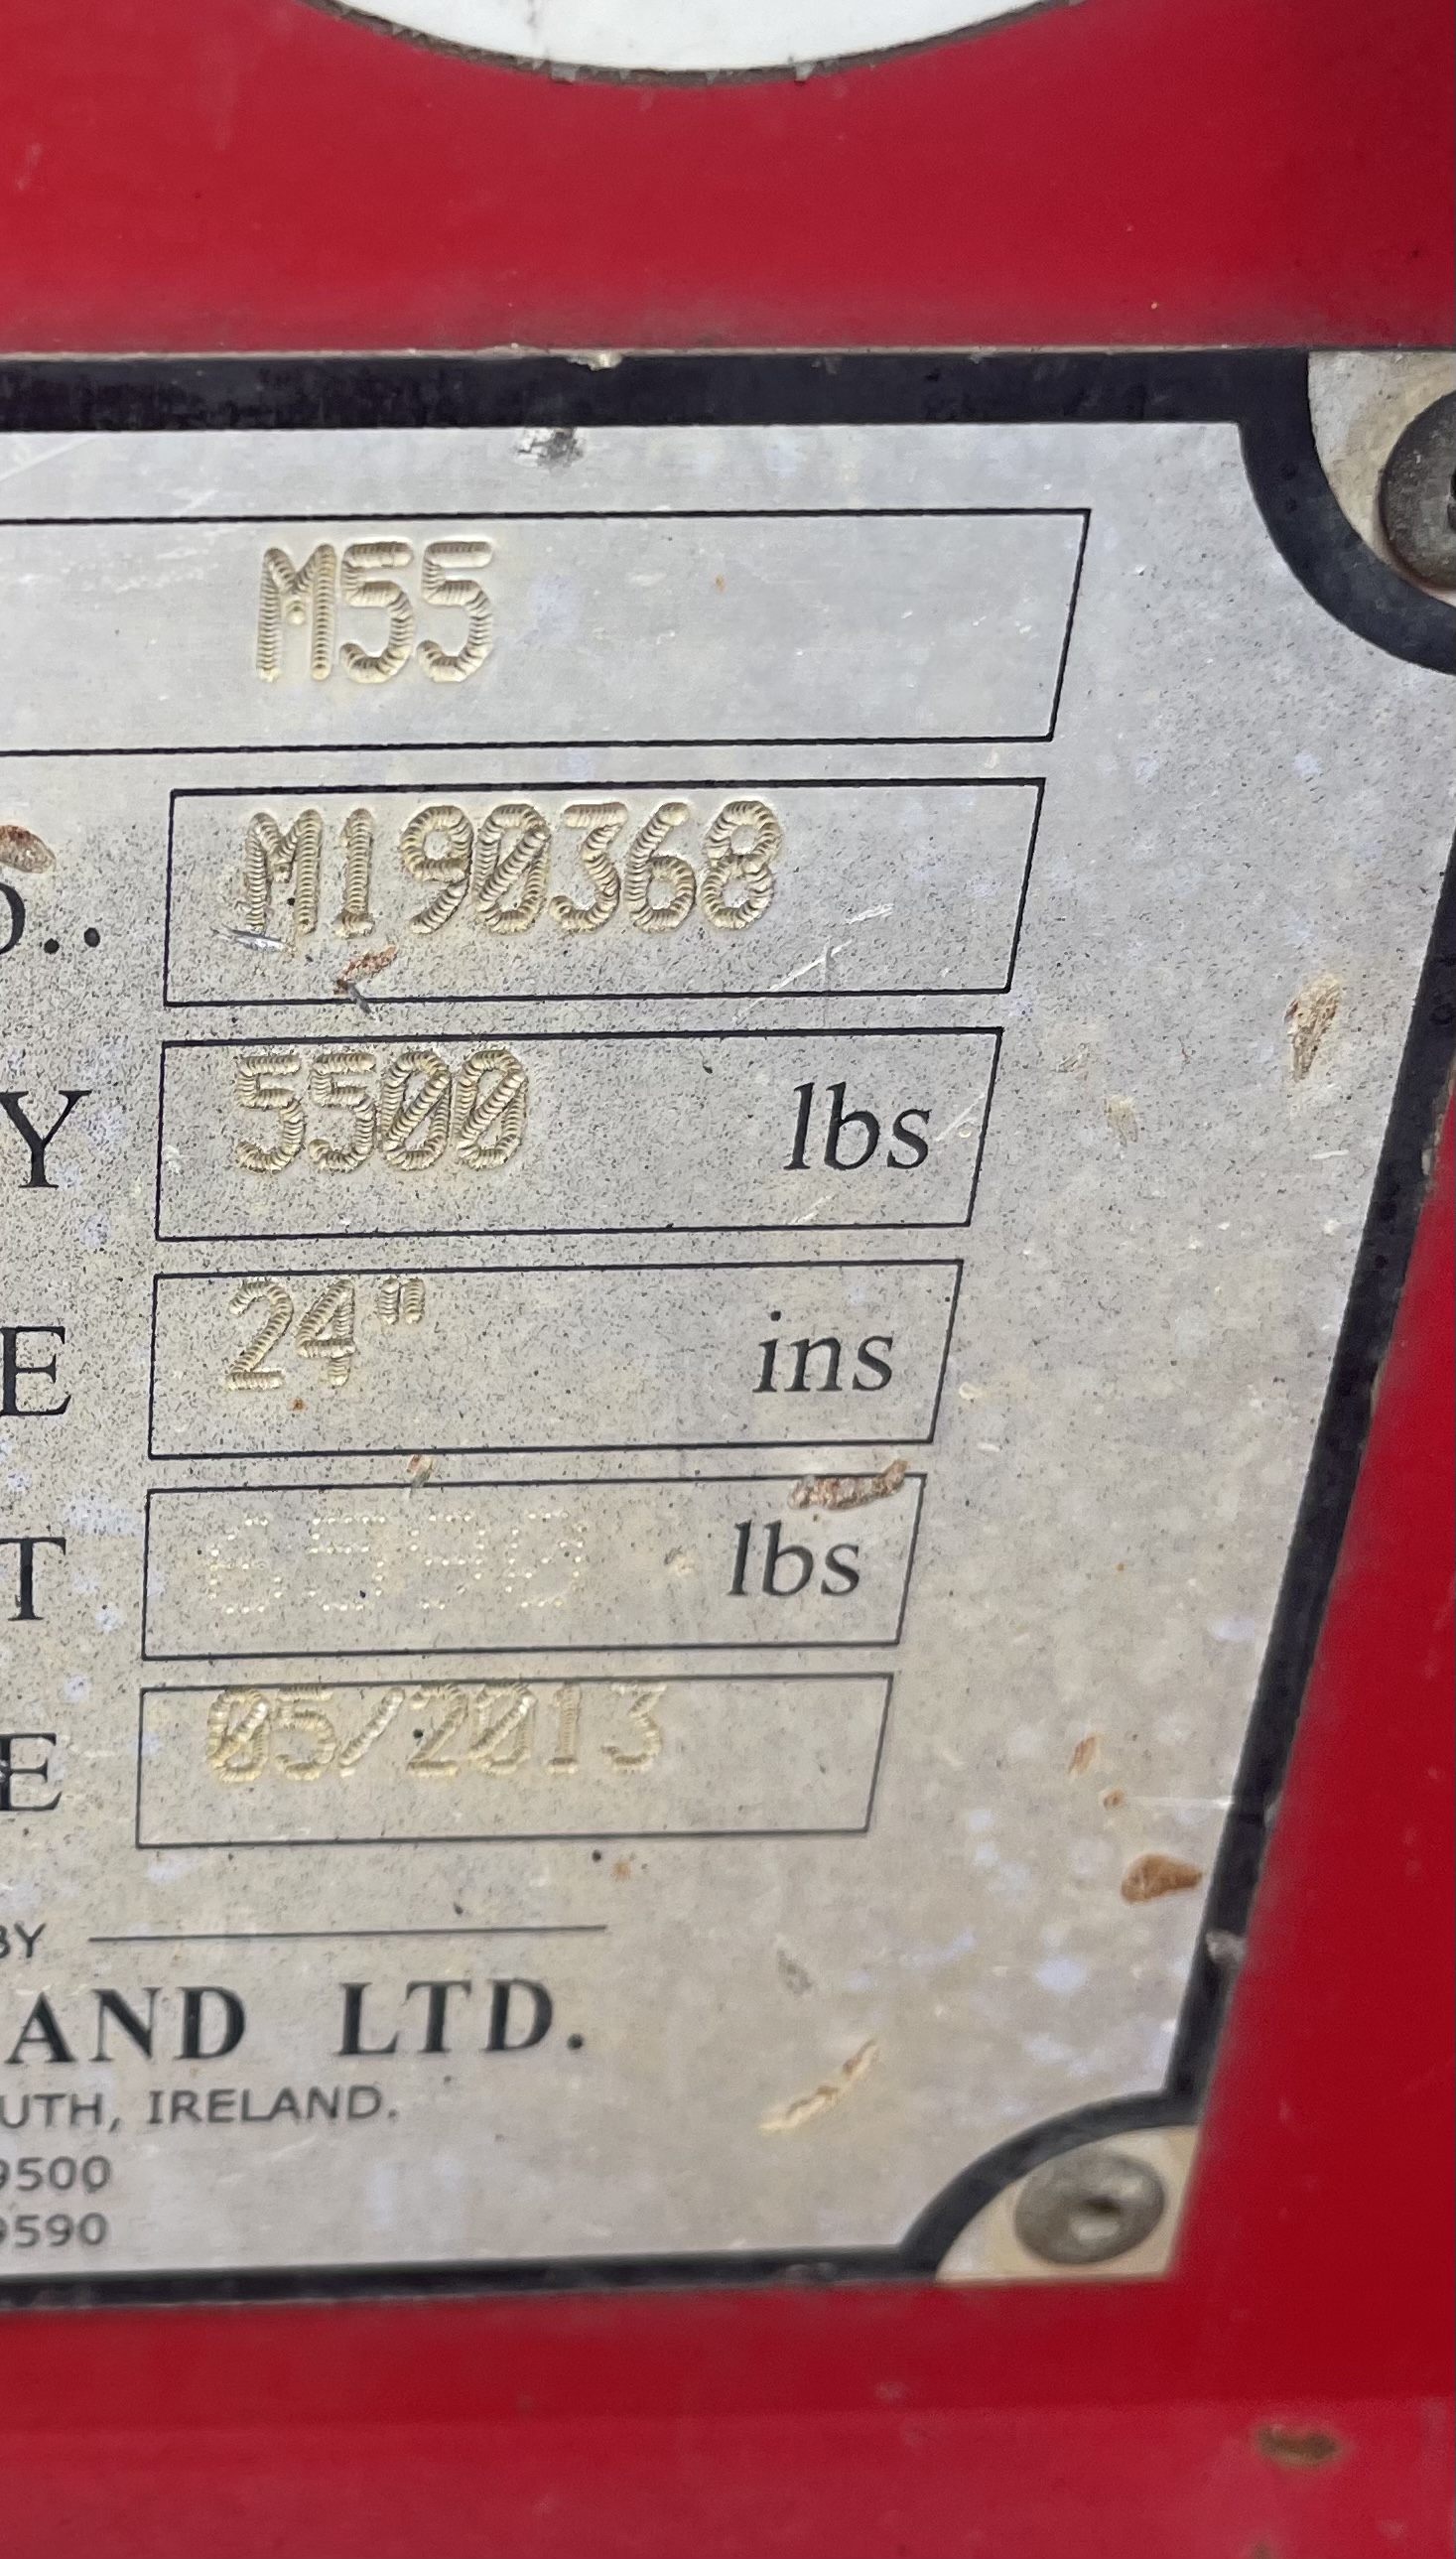 M55
M190368
Y 5500 lbs
E 24" ins
T lbs
E 05/2013
BY
AND LTD.
UTH, IRELAND.
9500
9590